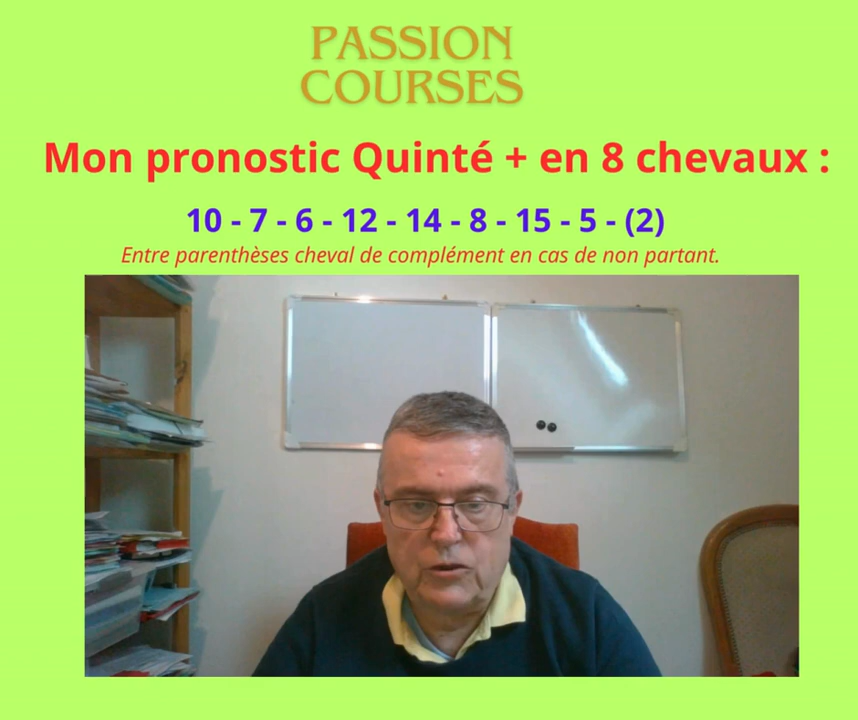 PASSION
COURSES
Mon pronostic Quinté + en 8 chevaux :
10 - 7 - 6 - 12 - 14 - 8 - 15 - 5 - (2)
Entre parenthèses cheval de complément en cas de non partant.